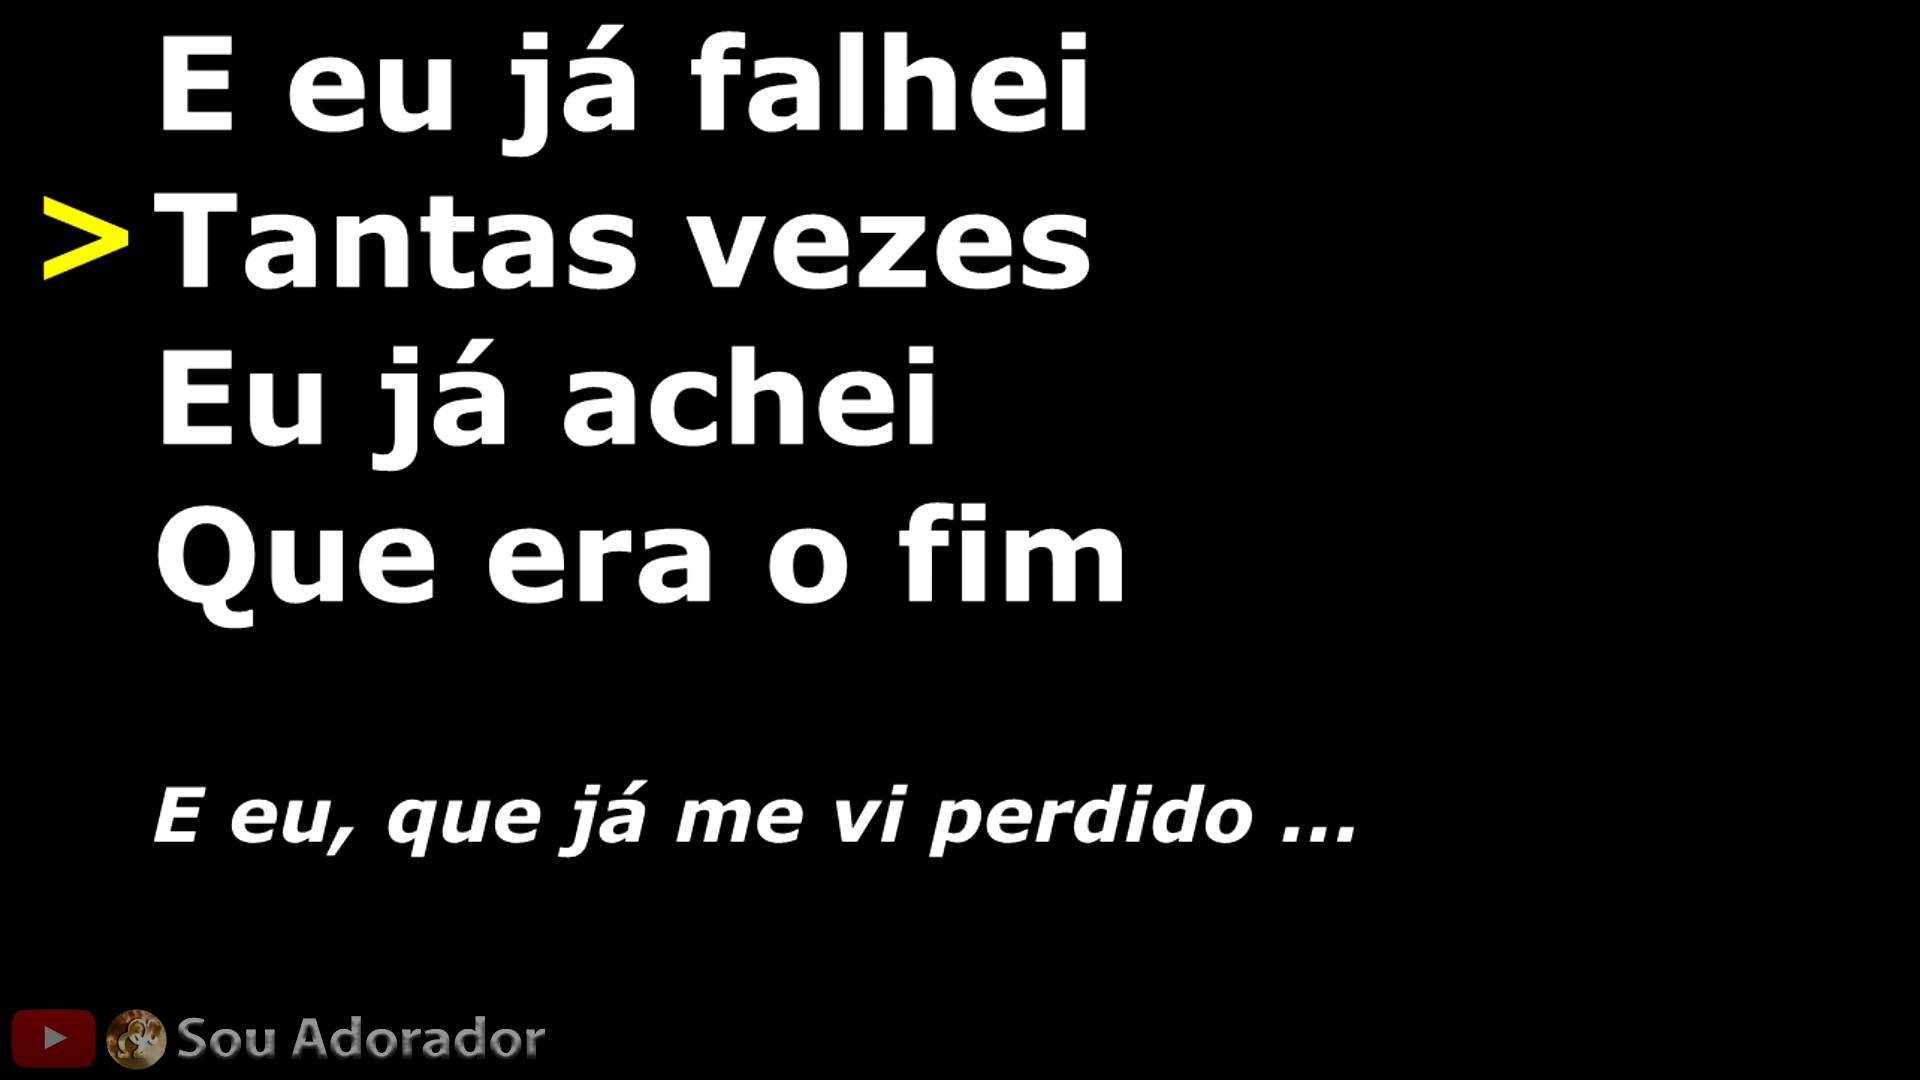 E eu já falhei
> Tantas vezes
Eu já achei
Que era o fim
E eu, que já me vi perdido ...
Sou Adorador